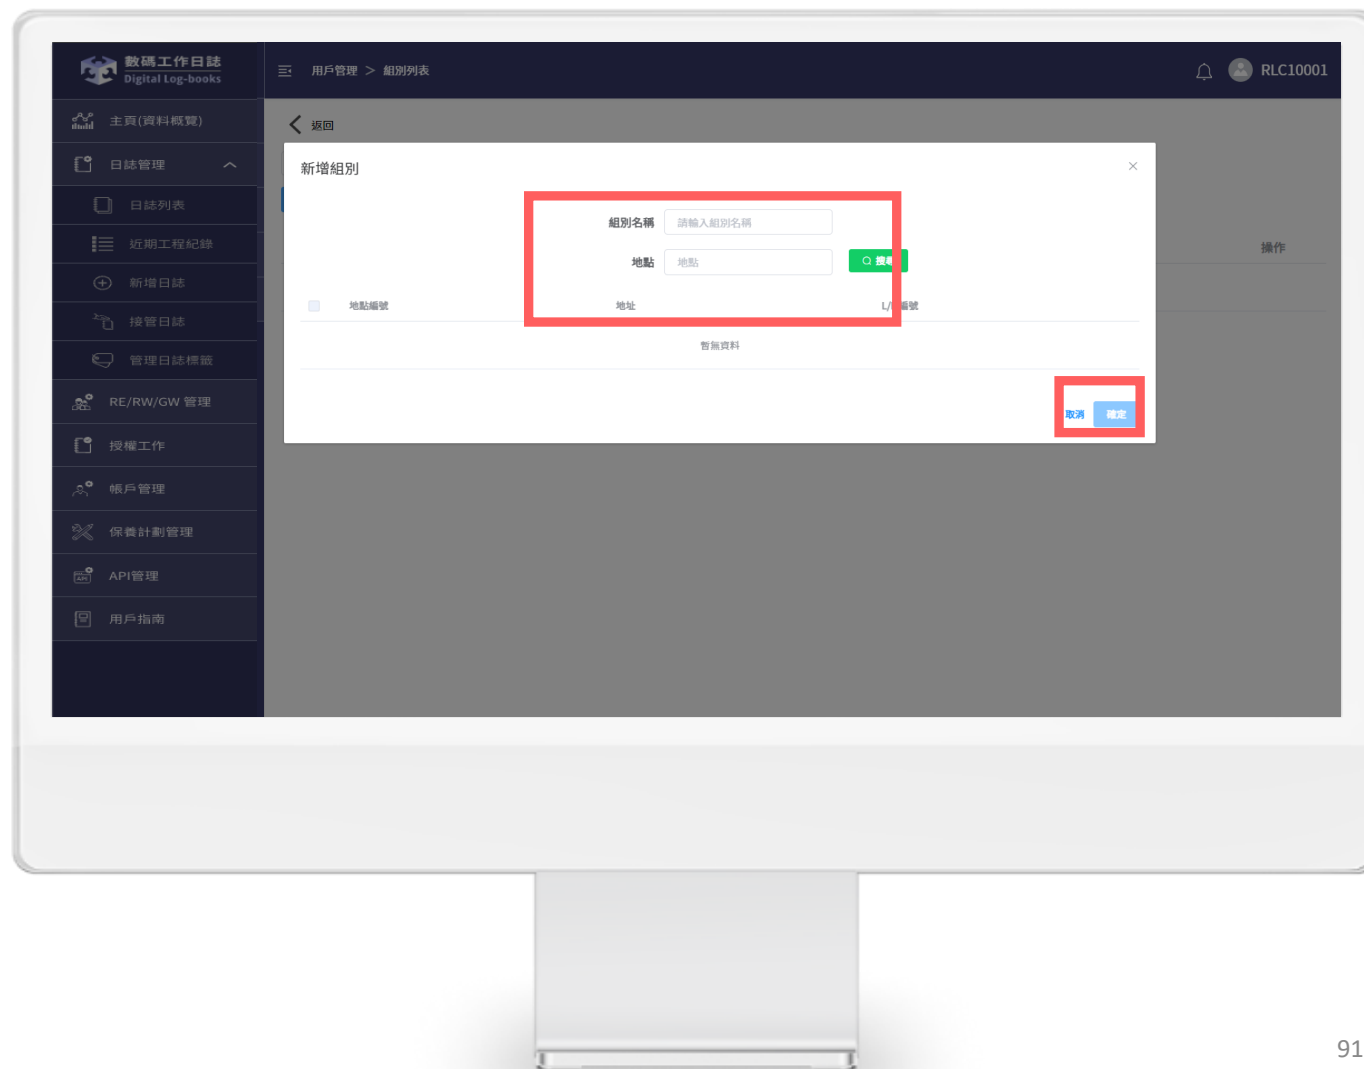 數碼工作日誌
Digital Log-books
用戶管理 > 組別列表
RLC10001
主頁(資料概覽)
日誌管理
日誌列表
近期工程紀錄
新增日誌
接管日誌
管理日誌標籤
RE/RW/GW 管理
授權工作
帳戶管理
保養計劃管理
API管理
用戶指南
返回
新增組別
組別名稱 請輸入組別名稱
地點 地點
操作
地點編號 地址
暫無資料
取消 確定
91